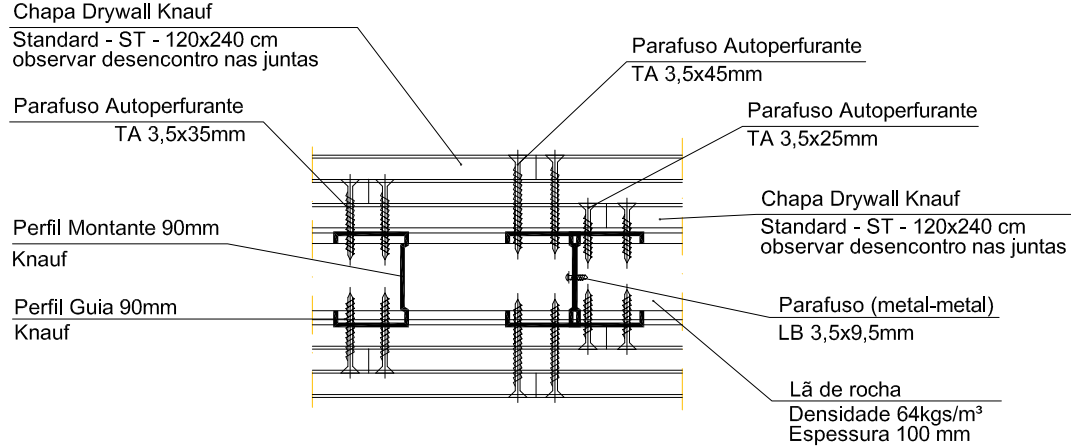 Chapa Drywall Knauf
Standard - ST - 120x240 cm
observar desencontro nas juntas
Parafuso Autoperfurante
TA 3,5x35mm
Perfil Montante 90mm
Knauf
Perfil Guia 90mm
Knauf
Parafuso Autoperfurante
TA 3,5x45mm
Parafuso Autoperfurante
TA 3,5x25mm
Chapa Drywall Knauf
Standard - ST - 120x240 cm
observar desencontro nas juntas
Parafuso (metal-metal)
LB 3,5x9,5mm
Lã de rocha
Densidade 64kgs/m³
Espessura 100 mm